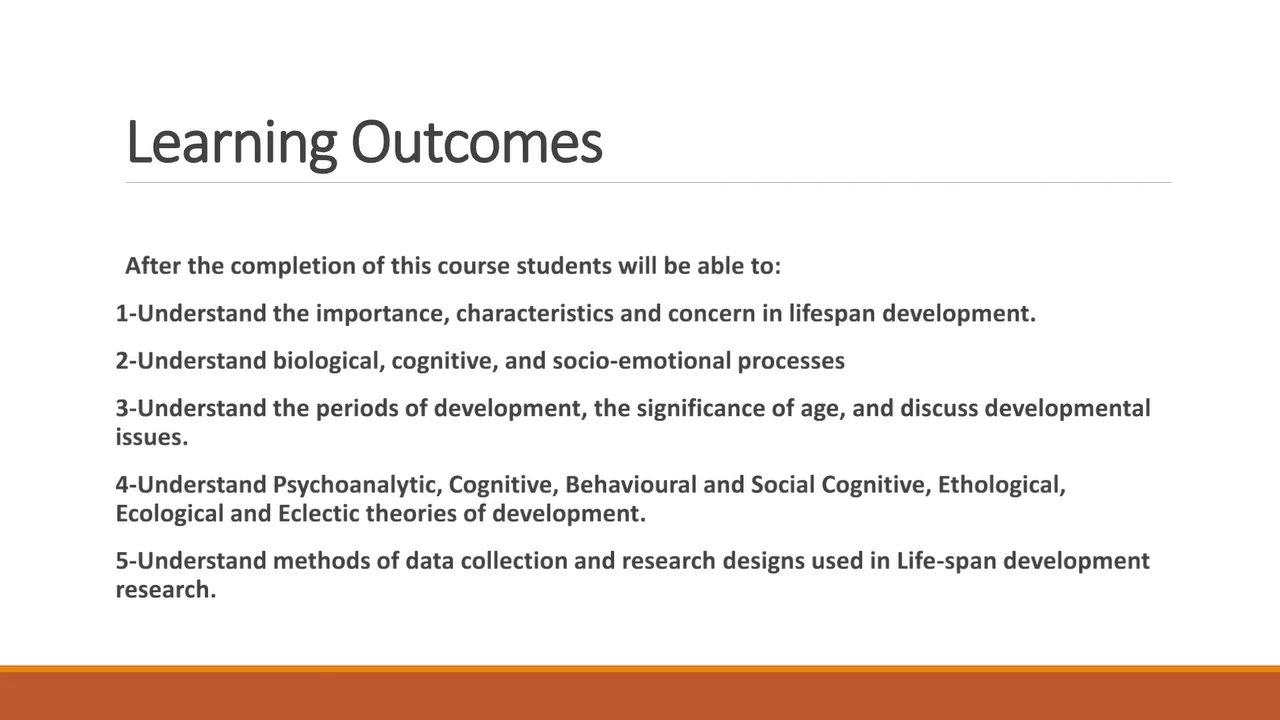 Learning Outcomes
After the completion of this course students will be able to:
1-Understand the importance, characteristics and concern in lifespan development.
2-Understand biological, cognitive, and socio-emotional processes
3-Understand the periods of development, the significance of age, and discuss developmental
issues.
4-Understand Psychoanalytic, Cognitive, Behavioural and Social Cognitive, Ethological,
Ecological and Eclectic theories of development.
5-Understand methods of data collection and research designs used in Life-span development
research.